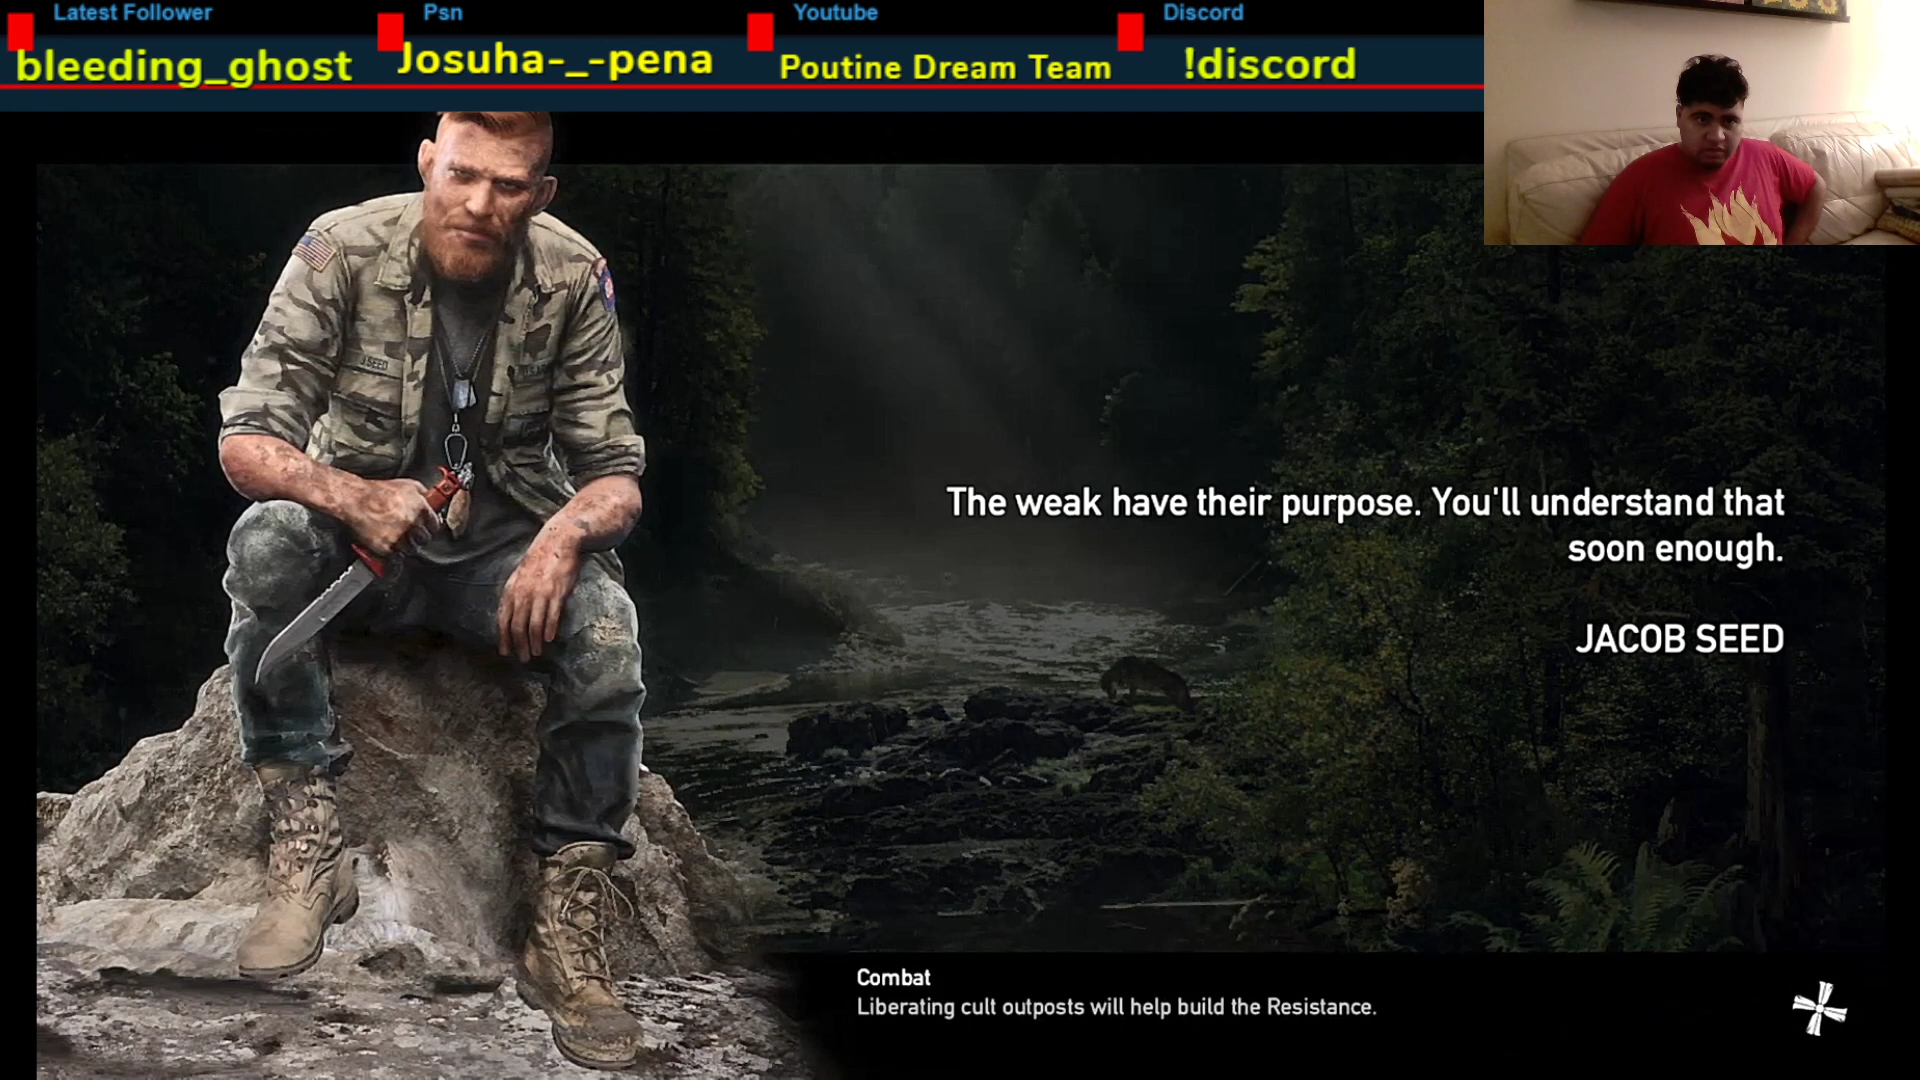 Latest Follower
Psn
Youtube
Discord
bleeding_ghost
Josuha-_-pena
Poutine Dream Team
!discord
J.SEED
The weak have their purpose. You'll understand that
soon enough.
JACOB SEED
Combat
Liberating cult outposts will help build the Resistance.